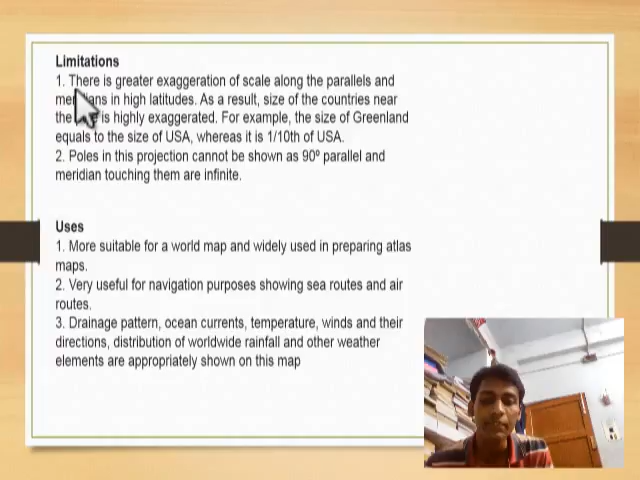 Limitations
1. There is greater exaggeration of scale along the parallels and
in high latitudes. As a result, size of the countries near
the is highly exaggerated. For example, the size of Greenland
equals to the size of USA, whereas it is 1/10th of USA.
2. Poles in this projection cannot be shown as 90º parallel and
meridian touching them are infinite.
Uses
1. More suitable for a world map and widely used in preparing atlas
maps.
2. Very useful for navigation purposes showing sea routes and air
routes.
3. Drainage pattern, ocean currents, temperature, winds and their
directions, distribution of worldwide rainfall and other weather
elements are appropriately shown on this map